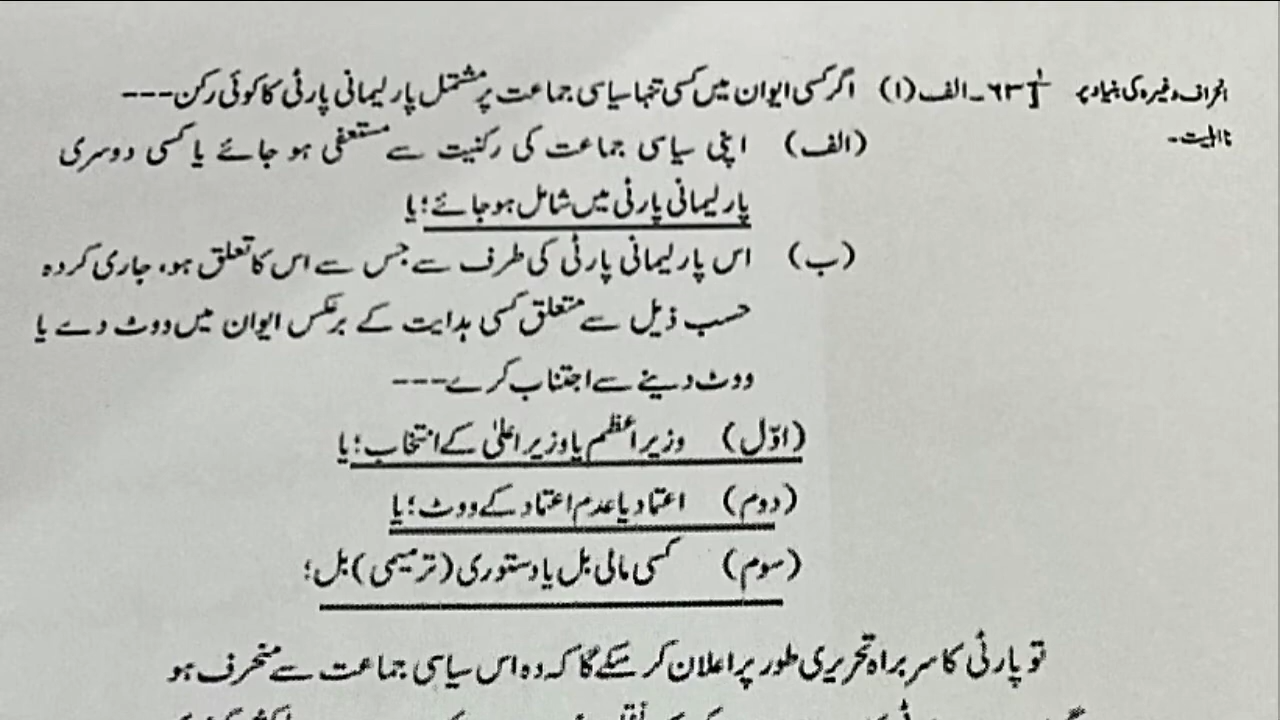 انحراف وغیرہ کی بنیاد پر
نااہلیت۔
۶۳۔الف(۱) اگر کسی ایوان میں کسی تنہا سیاسی جماعت پر مشتمل پارلیمانی پارٹی کا کوئی رکن---
(الف) اپنی سیاسی جماعت کی رکنیت سے مستعفی ہو جائے یا کسی دوسری
پارلیمانی پارٹی میں شامل ہو جائے؛ یا
(ب) اس پارلیمانی پارٹی کی طرف سے جس سے اس کا تعلق ہو، جاری کردہ
حسب ذیل سے متعلق کسی ہدایت کے برعکس ایوان میں ووٹ دے یا
ووٹ دینے سے اجتناب کرے---
(اوّل) وزیر اعظم یا وزیر اعلیٰ کے انتخاب؛ یا
(دوم) اعتماد یا عدم اعتماد کے ووٹ؛ یا
(سوم) کسی مالی بل یا دستوری (ترمیمی) بل؛
تو پارٹی کا سربراہ تحریری طور پر اعلان کر سکے گا کہ وہ اس سیاسی جماعت سے منحرف ہو